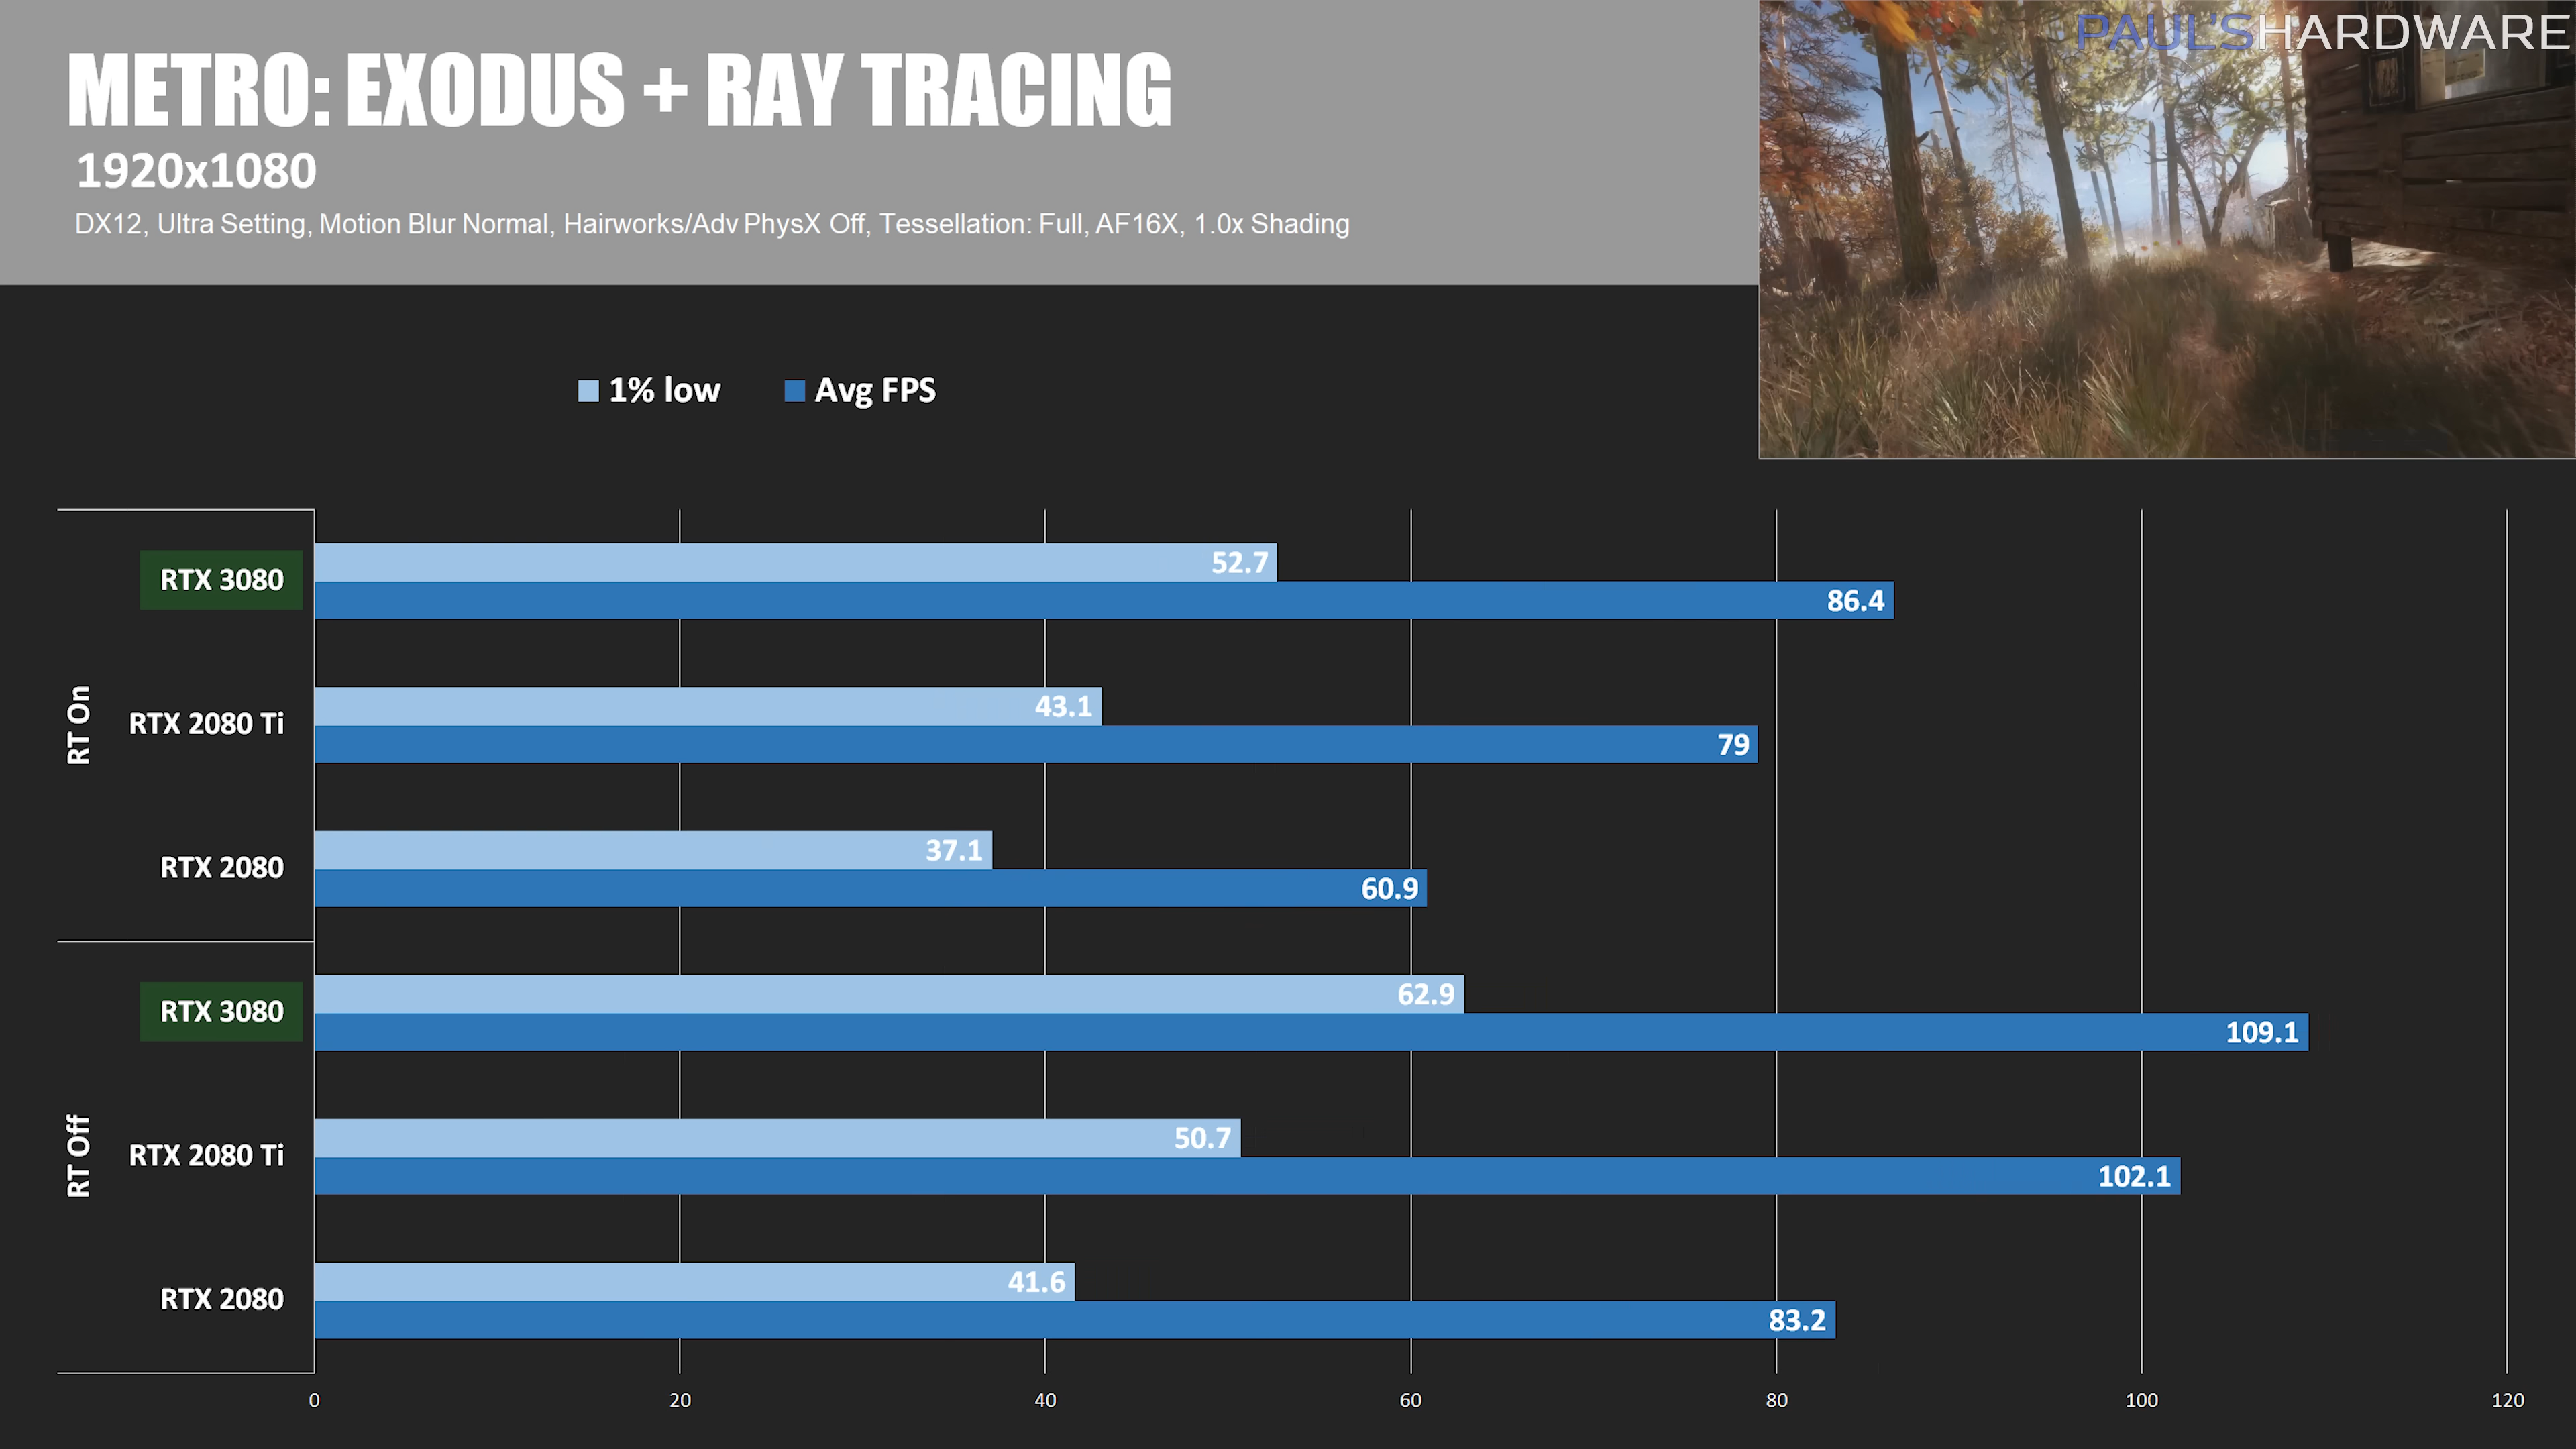 PAUL'SHARDWARE
METRO: EXODUS + RAY TRACING
1920x1080
DX12, Ultra Setting, Motion Blur Normal, Hairworks/Adv PhysX Off, Tessellation: Full, AF16X, 1.0x Shading
1% low Avg FPS
RT On
RTX 3080
52.7
86.4
RTX 2080 Ti
43.1
79
RTX 2080
37.1
60.9
RT Off
RTX 3080
62.9
109.1
RTX 2080 Ti
50.7
102.1
RTX 2080
41.6
83.2
0 20 40 60 80 100 120